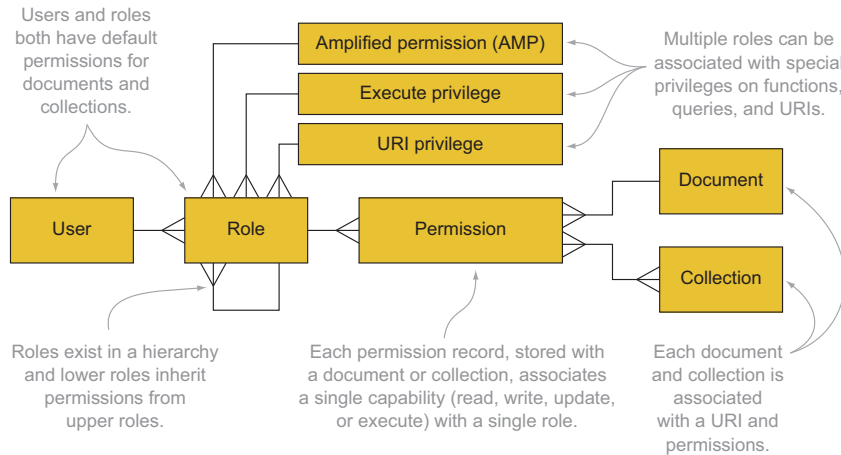 Users and roles
both have default
permissions for
documents and
collections.
Amplified permission (AMP)
Execute privilege
URI privilege
Multiple roles can be
associated with special
privileges on functions,
queries, and URIs.
User
Role
Permission
Document
Collection
Roles exist in a hierarchy
and lower roles inherit
permissions from
upper roles.
Each permission record, stored with
a document or collection, associates
a single capability (read, write, update,
or execute) with a single role.
Each document
and collection is
associated
with a URI and
permissions.